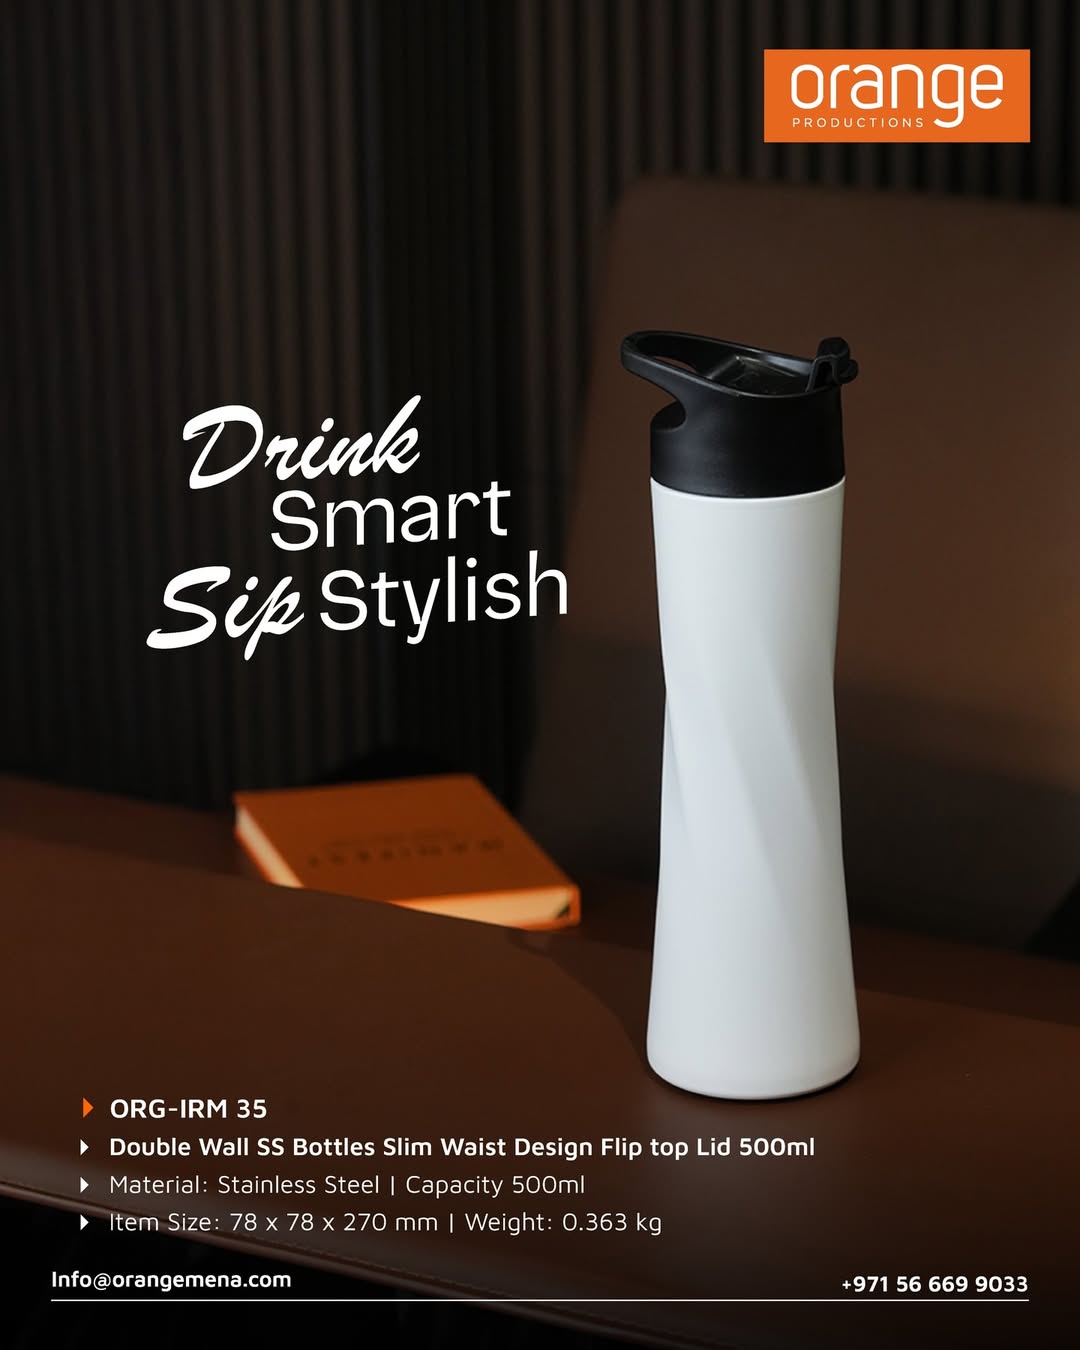 orange
PRODUCTIONS
Drink
Smart
Sip Stylish
ORG-IRM 35
Double Wall SS Bottles Slim Waist Design Flip top Lid 500ml
Material: Stainless Steel | Capacity 500ml
Item Size: 78 x 78 x 270 mm | Weight: 0.363 kg
Info@orangemena.com
+971 56 669 9033